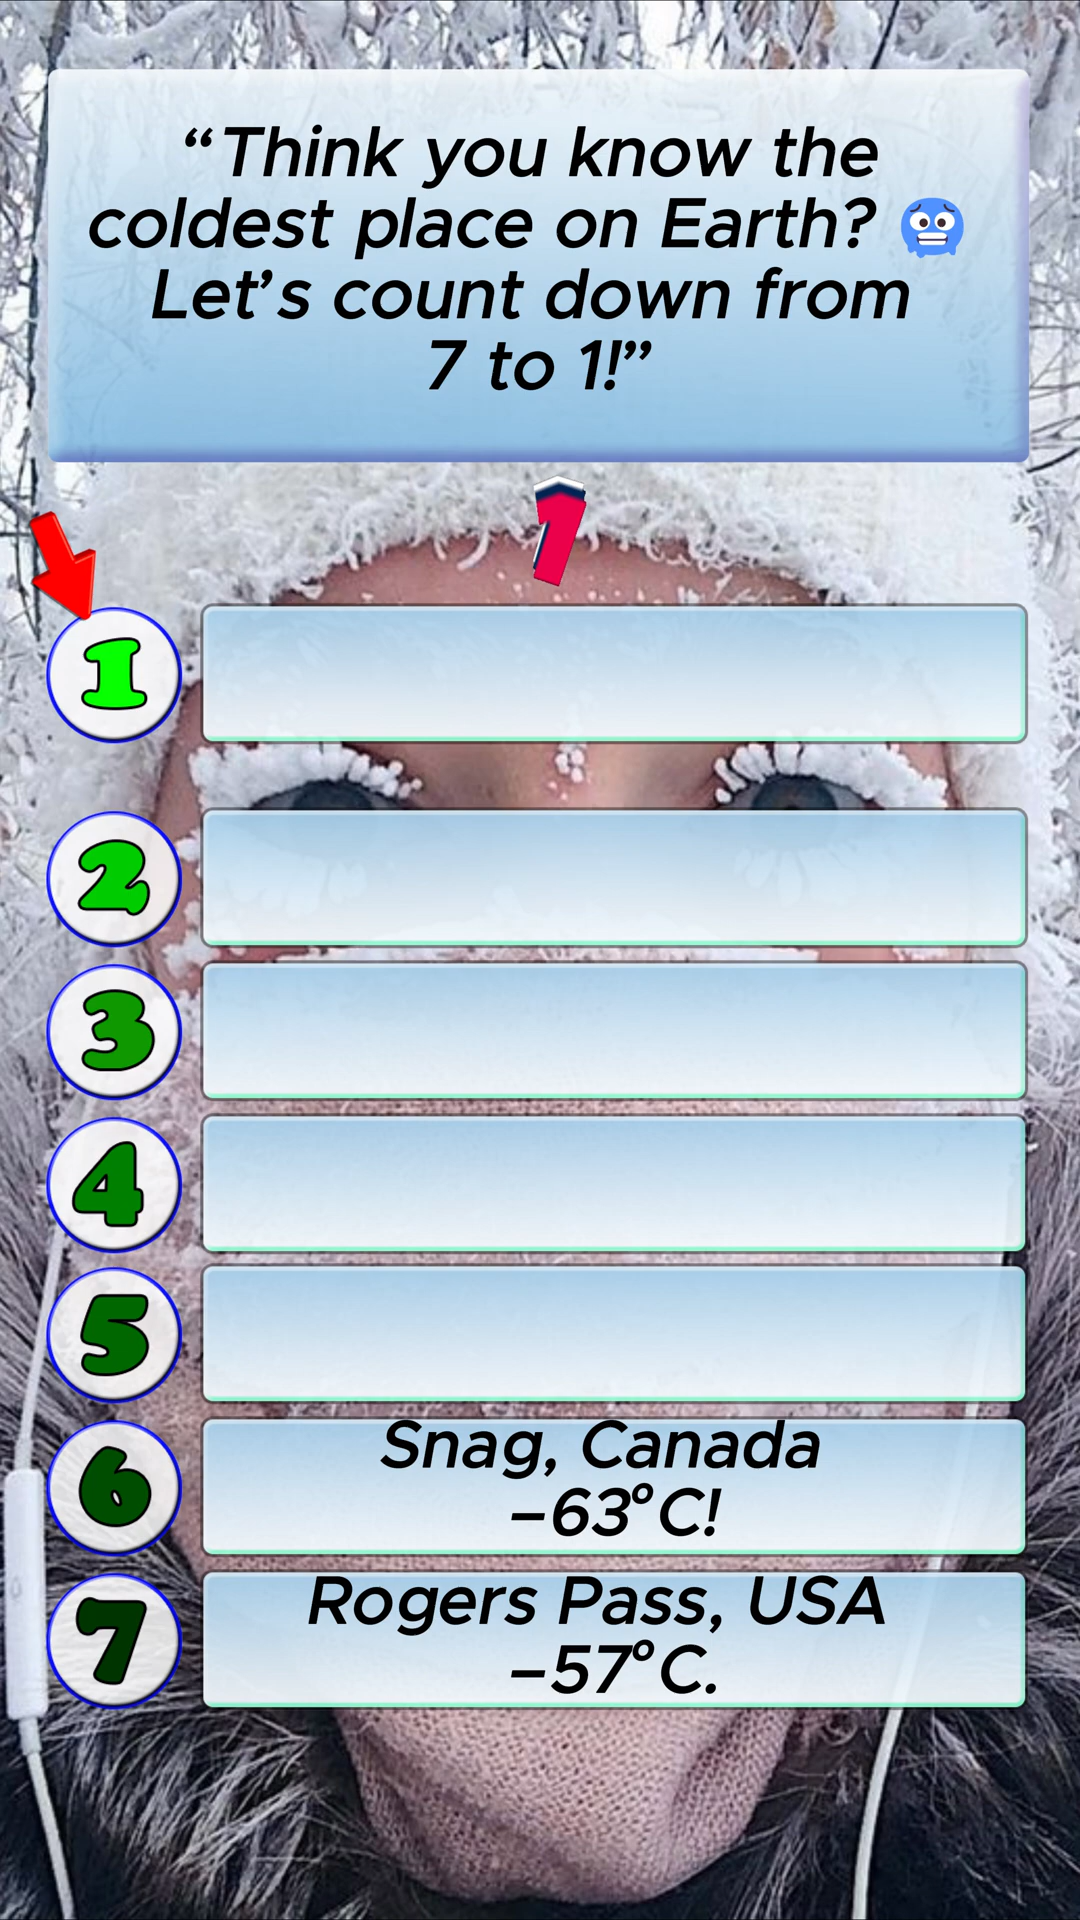 “Think you know the
coldest place on Earth? 🥶
Let’s count down from
7 to 1!”
1
1
2
3
4
5
6
Snag, Canada
–63°C!
7
Rogers Pass, USA
–57°C.